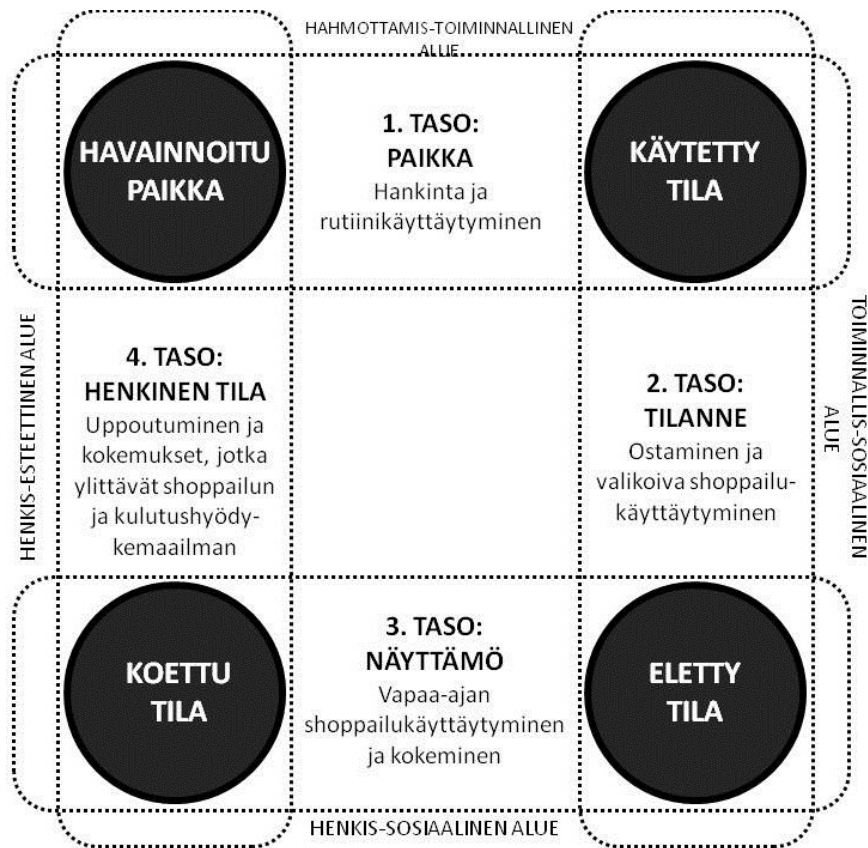 HAHMOTTAMIS-TOIMINNALLINEN
ALUE
HAVAINNOITU
PAIKKA
1. TASO:
PAIKKA
Hankinta ja
rutiinikäyttäytyminen
KÄYTETTY
TILA
HENKIS-ESTEETTINEN ALUE
4. TASO:
HENKINEN TILA
Uppoutuminen ja
kokemukset, jotka
ylittävät shoppailun
ja kulutushyödy-
kemaailman
2. TASO:
TILANNE
Ostaminen ja
valikoiva shoppailu-
käyttäytyminen
TOIMINNALLIS-SOSIAALINEN
ALUE
KOETTU
TILA
3. TASO:
NÄYTTÄMÖ
Vapaa-ajan
shoppailukäyttäytyminen
ja kokeminen
ELETTY
TILA
HENKIS-SOSIAALINEN ALUE